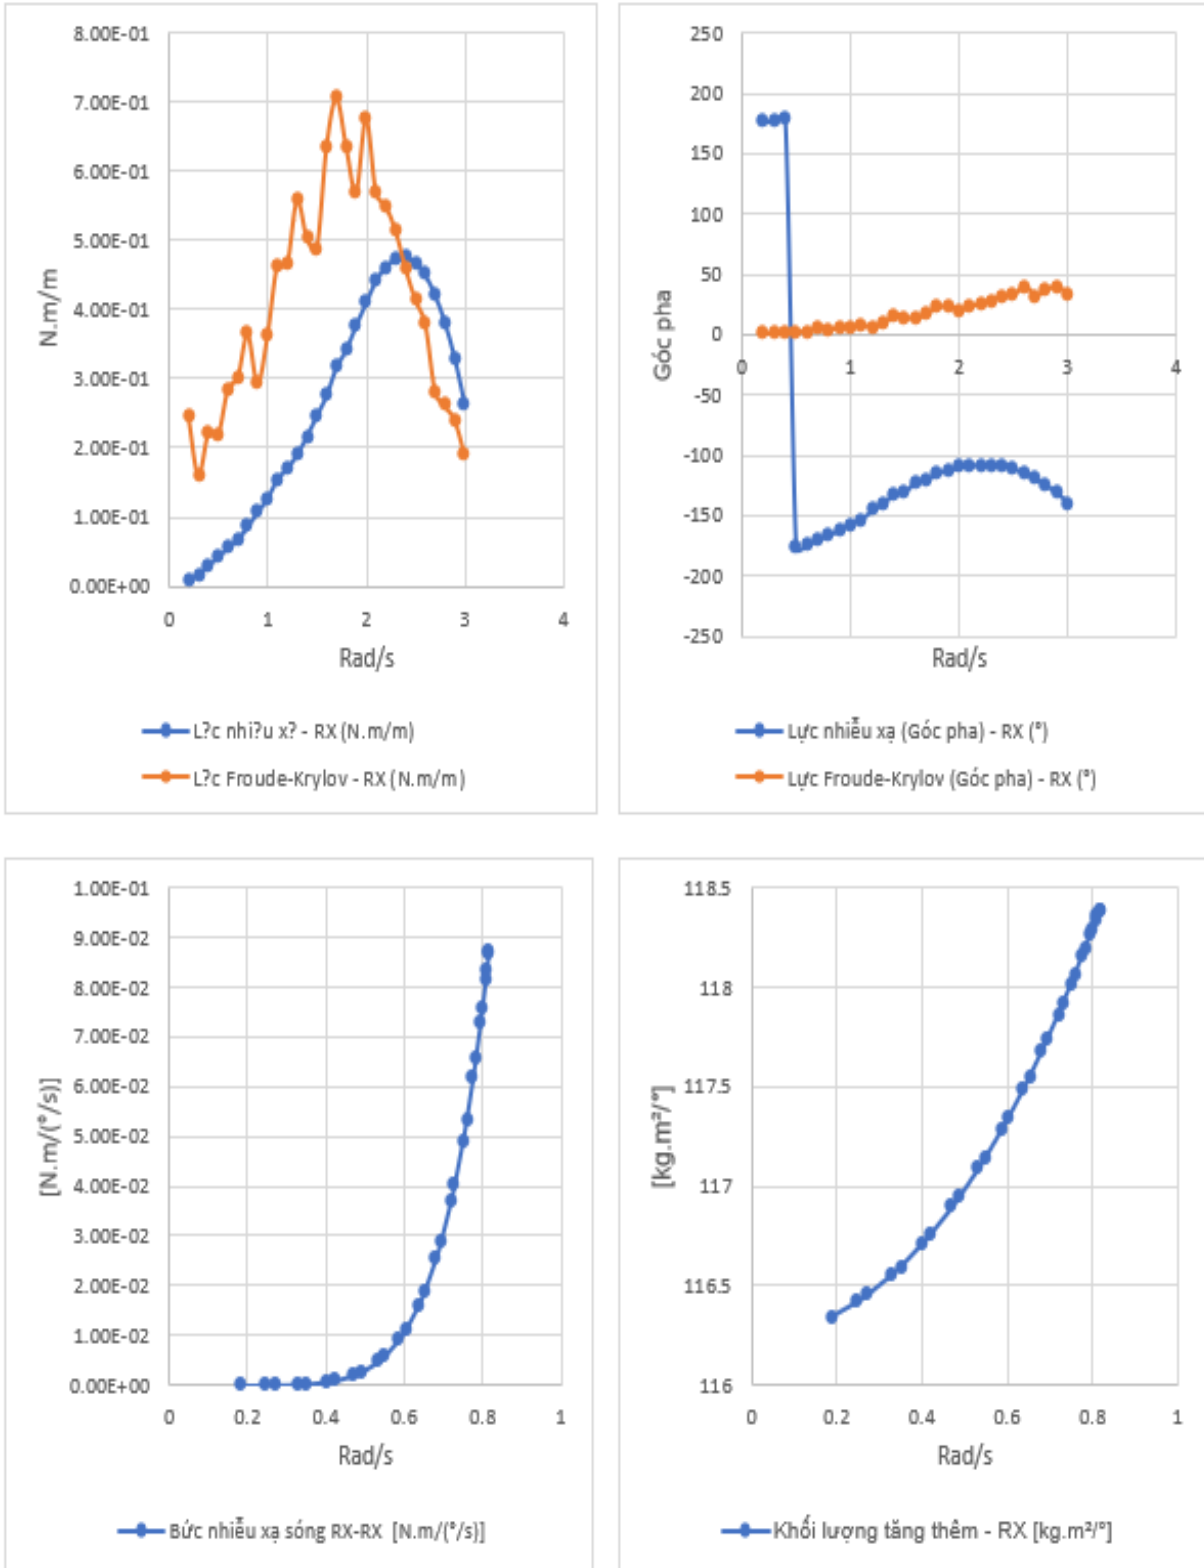 8.00E-01
7.00E-01
6.00E-01
5.00E-01
4.00E-01
3.00E-01
2.00E-01
1.00E-01
0.00E+00
N.m/m
0 1 2 3 4
Rad/s
L?c nhi?u x? - RX (N.m/m)
L?c Froude-Krylov - RX (N.m/m)
250
200
150
100
50
0
-50
-100
-150
-200
-250
Góc pha
0 1 2 3 4
Rad/s
Lực nhiễu xạ (Góc pha) - RX (°)
Lực Froude-Krylov (Góc pha) - RX (°)
1.00E-01
9.00E-02
8.00E-02
7.00E-02
6.00E-02
5.00E-02
4.00E-02
3.00E-02
2.00E-02
1.00E-02
0.00E+00
[N.m/(°/s)]
0 0.2 0.4 0.6 0.8 1
Rad/s
Bức nhiễu xạ sóng RX-RX [N.m/(°/s)]
118.5
118
117.5
117
116.5
116
[kg.m²/°]
0 0.2 0.4 0.6 0.8 1
Rad/s
Khối lượng tăng thêm - RX [kg.m²/°]